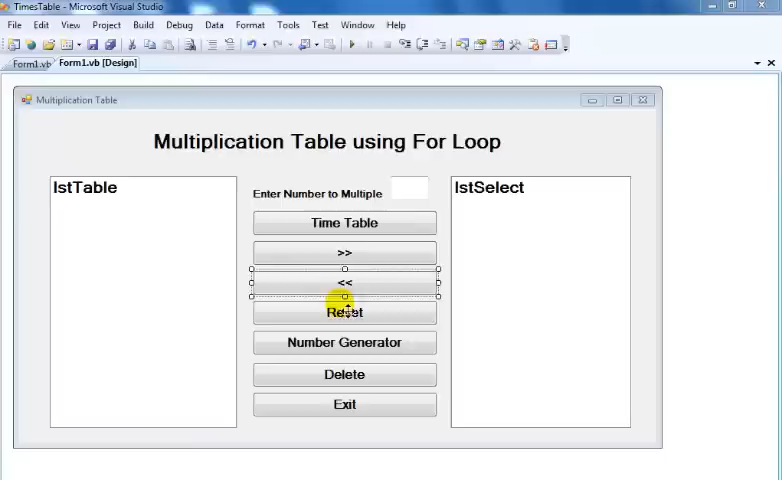 TimesTable - Microsoft Visual Studio
File Edit View Project Build Debug Data Format Tools Test Window Help
Form1.vb Form1.vb [Design]
Multiplication Table
Multiplication Table using For Loop
lstTable
Enter Number to Multiple
lstSelect
Time Table
>>
<<
Reset
Number Generator
Delete
Exit